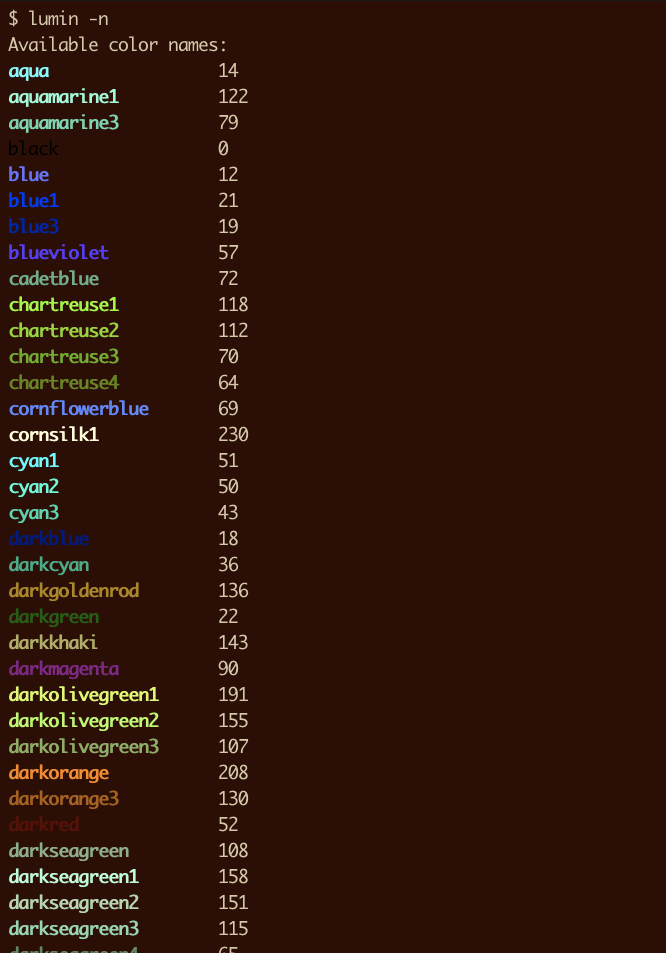 $ lumin -n
Available color names:
aqua 14
aquamarine1 122
aquamarine3 79
black 0
blue 12
blue1 21
blue3 19
blueviolet 57
cadetblue 72
chartreuse1 118
chartreuse2 112
chartreuse3 70
chartreuse4 64
cornflowerblue 69
cornsilk1 230
cyan1 51
cyan2 50
cyan3 43
darkblue 18
darkcyan 36
darkgoldenrod 136
darkgreen 22
darkkhaki 143
darkmagenta 90
darkolivegreen1 191
darkolivegreen2 155
darkolivegreen3 107
darkorange 208
darkorange3 130
darkred 52
darkseagreen 108
darkseagreen1 158
darkseagreen2 151
darkseagreen3 115
darkseagreen4 65